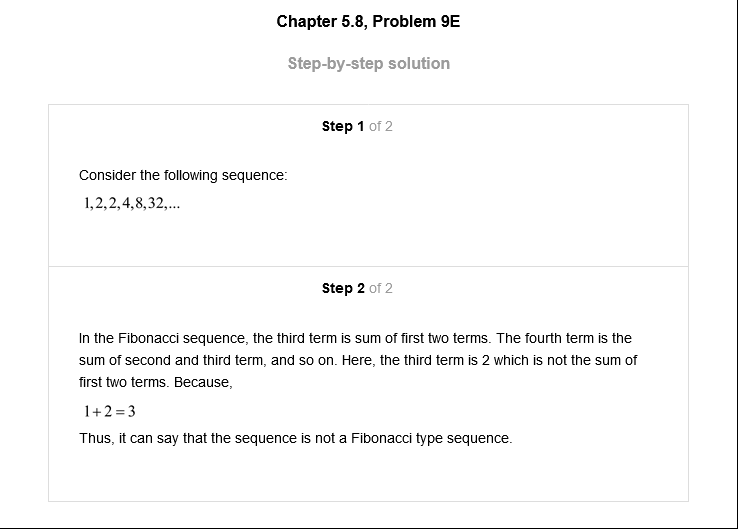 Chapter 5.8, Problem 9E
Step-by-step solution
Step 1 of 2
Consider the following sequence:
1,2,2,4,8,32,...
Step 2 of 2
In the Fibonacci sequence, the third term is sum of first two terms. The fourth term is the
sum of second and third term, and so on. Here, the third term is 2 which is not the sum of
first two terms. Because,
1+2=3
Thus, it can say that the sequence is not a Fibonacci type sequence.